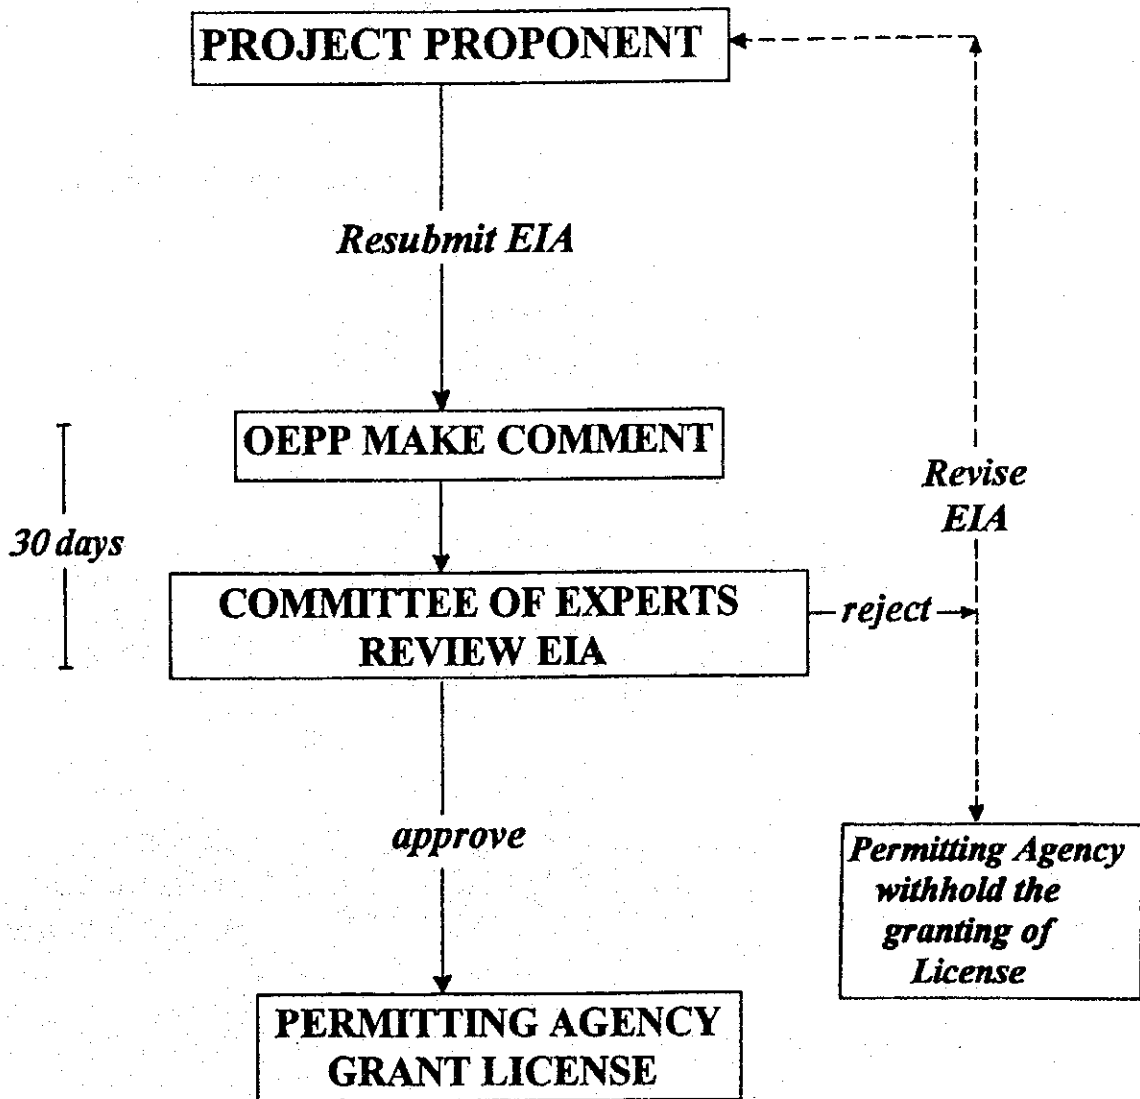 PROJECT PROPONENT
Resubmit EIA
OEPP MAKE COMMENT
Revise
EIA
30 days
COMMITTEE OF EXPERTS
REVIEW EIA
reject
approve
Permitting Agency
withhold the
granting of
License
PERMITTING AGENCY
GRANT LICENSE